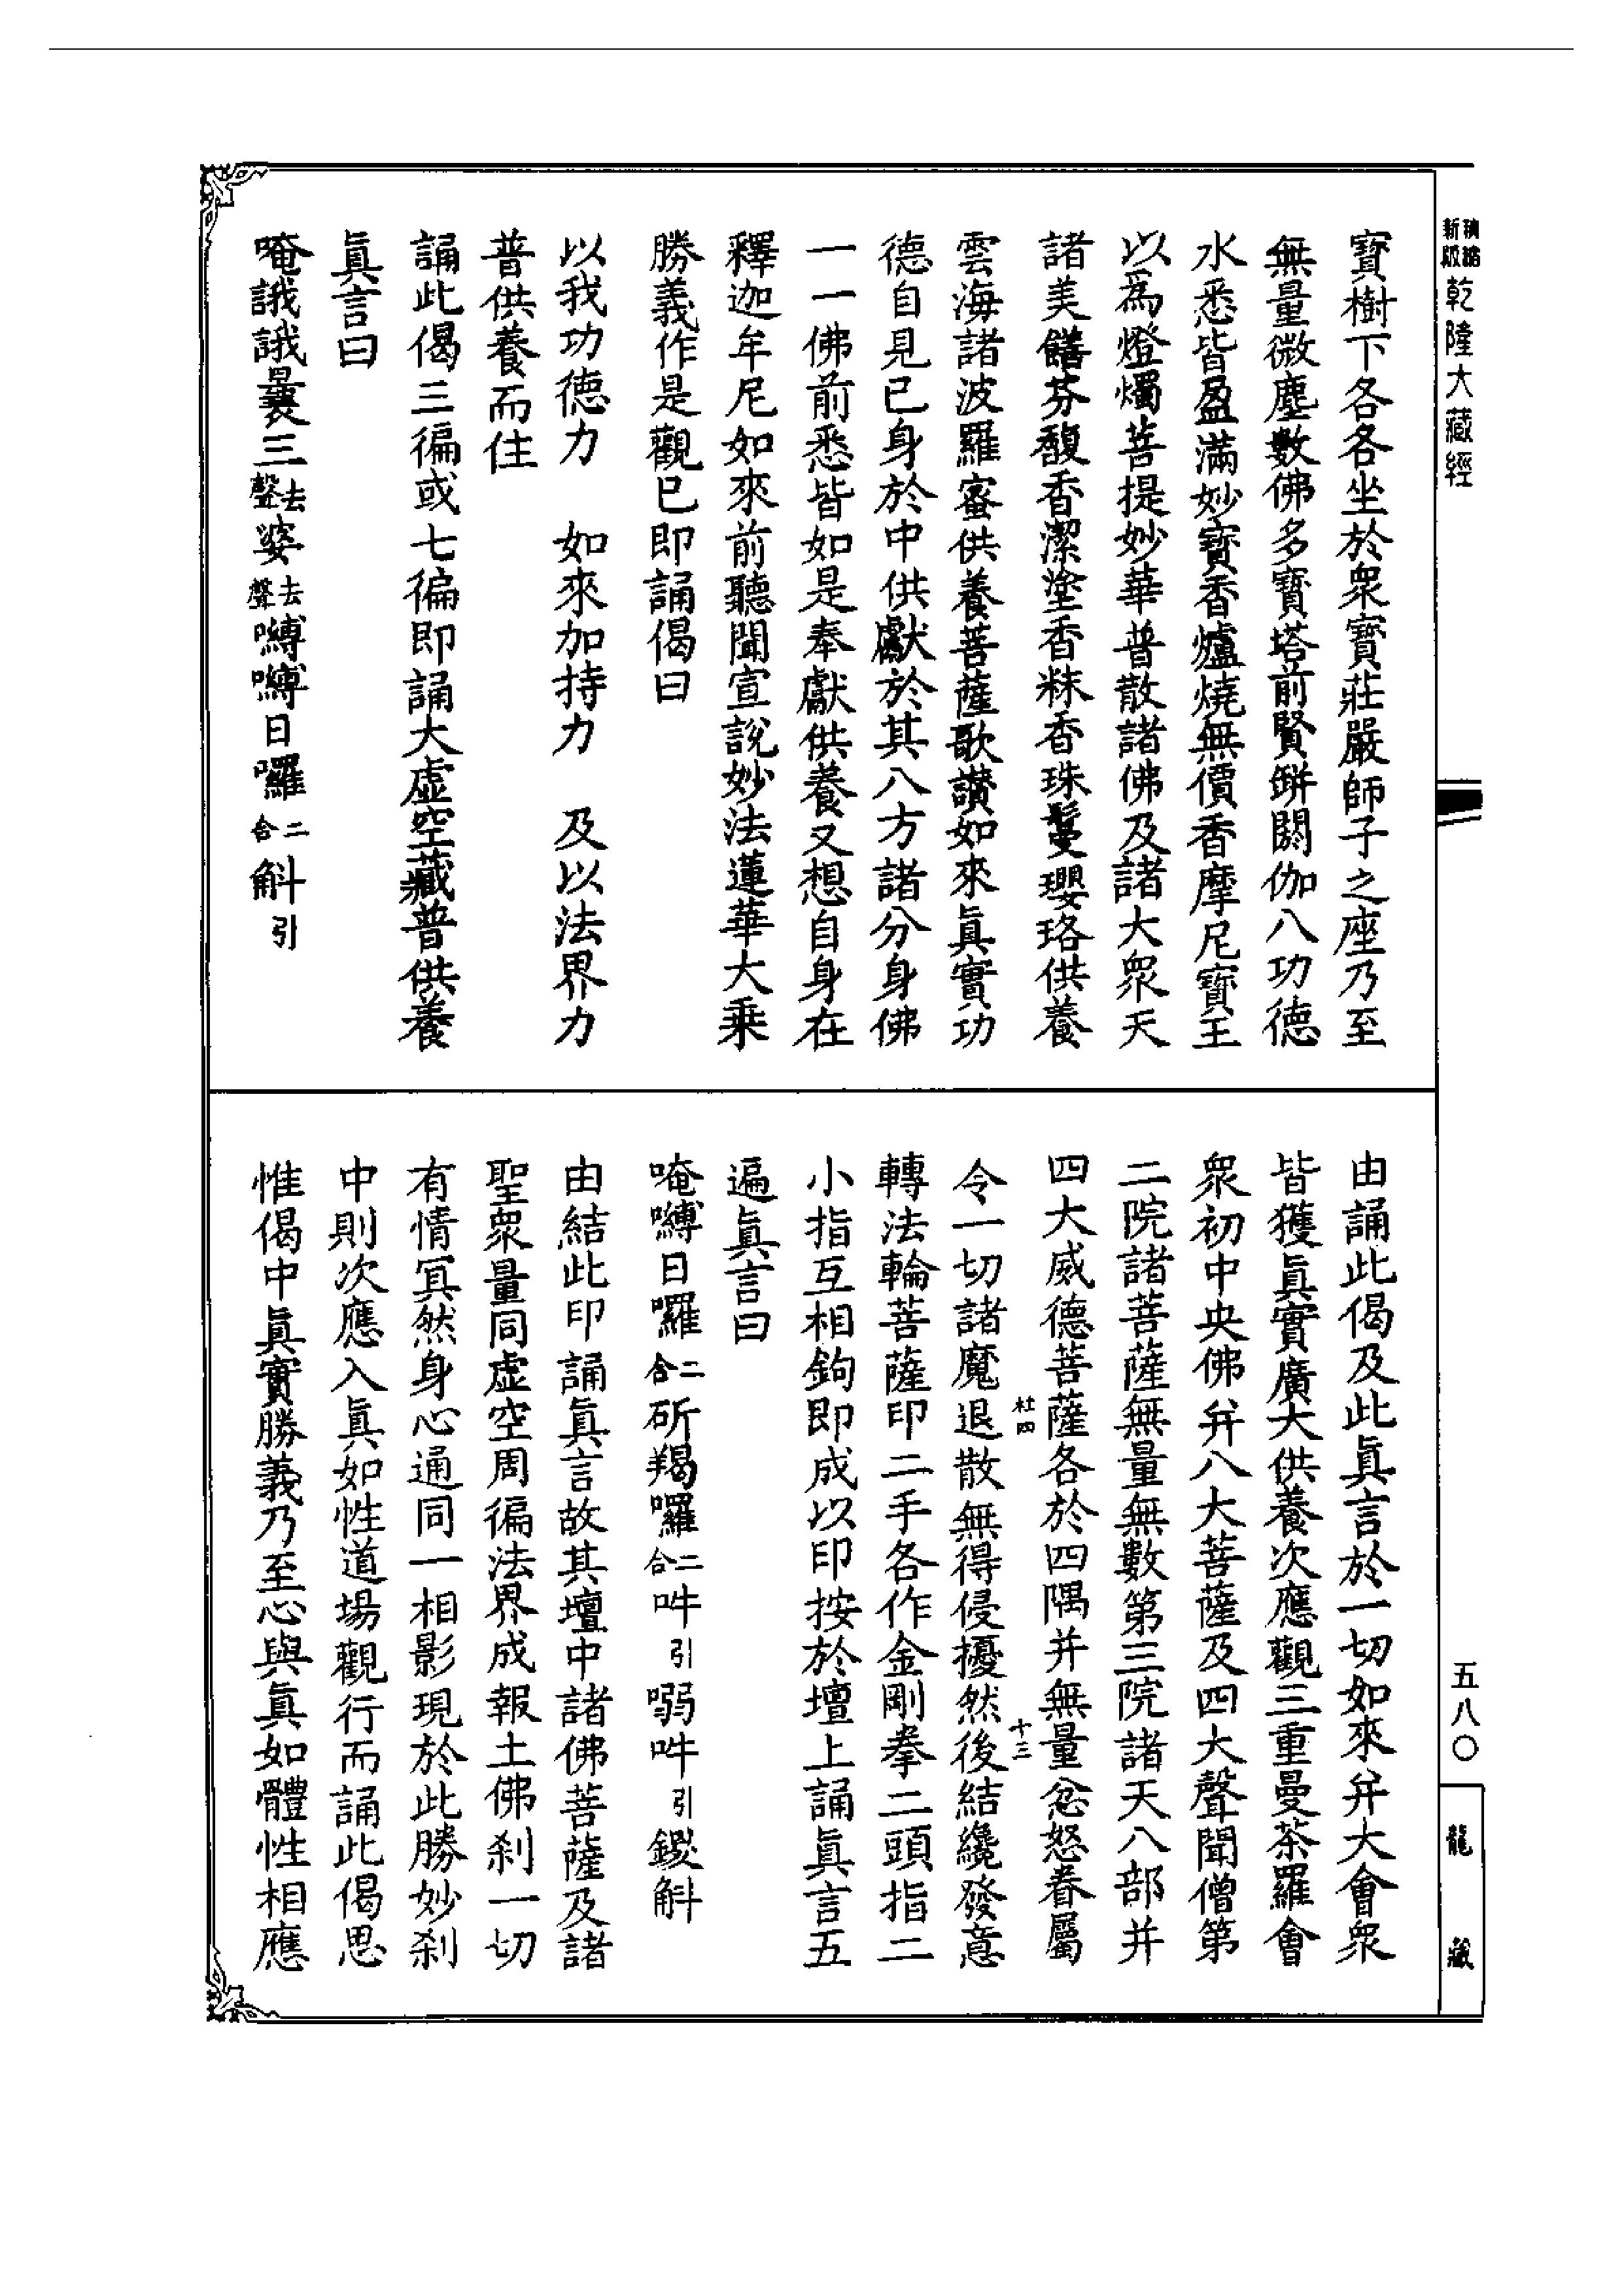 新版精縮乾隆大藏經
寶樹下各各坐於衆寶莊嚴師子之座乃至
無量微塵數佛多寶塔前賢缾閼伽八功德
水悉皆盈滿妙寶香爐燒無價香摩尼寶王
以爲燈燭菩提妙華普散諸佛及諸大衆天
諸美饍芬馥香潔塗香粖香珠鬘瓔珞供養
雲海諸波羅蜜供養菩薩歌讚如來眞實功
德自見已身於中供獻於其八方諸分身佛
一一佛前悉皆如是奉獻供養又想自身在
釋迦牟尼如來前聽聞宣說妙法蓮華大乘
勝義作是觀已即誦偈曰
以我功德力　如來加持力　及以法界力
普供養而住
誦此偈三徧或七徧即誦大虛空藏普供養
眞言曰
唵誐誐曩三去聲婆去聲嚩嚩日囉二合斛引
由誦此偈及此眞言於一切如來并大會衆
皆獲眞實廣大供養次應觀三重曼荼羅會
衆初中央佛并八大菩薩及四大聲聞僧第
二院諸菩薩無量無數第三院諸天八部并
四大威德菩薩各於四隅并無量忿怒眷屬
杜四　十三
令一切諸魔退散無得侵擾然後結纔發意
轉法輪菩薩印二手各作金剛拳二頭指二
小指互相鉤即成以印按於壇上誦眞言五
遍眞言曰
唵嚩日囉二合斫羯囉二合吽引弱吽引鑁斛
由結此印誦眞言故其壇中諸佛菩薩及諸
聖衆量同虛空周徧法界成報土佛刹一切
有情冥然身心通同一相影現於此勝妙刹
中則次應入眞如性道場觀行而誦此偈思
惟偈中眞實勝義乃至心與眞如體性相應
五八〇
龍藏